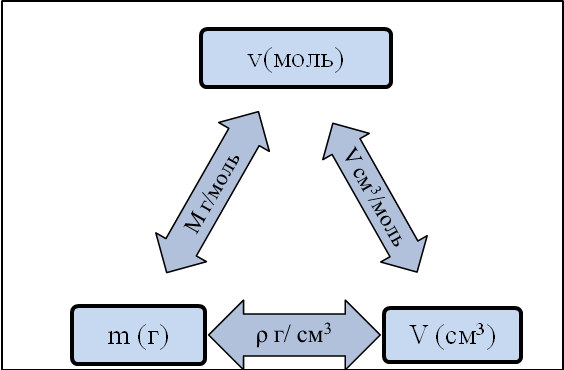 ν(моль)
М г/моль
V см³/моль
m (г)
ρ г/ см³
V (см³)